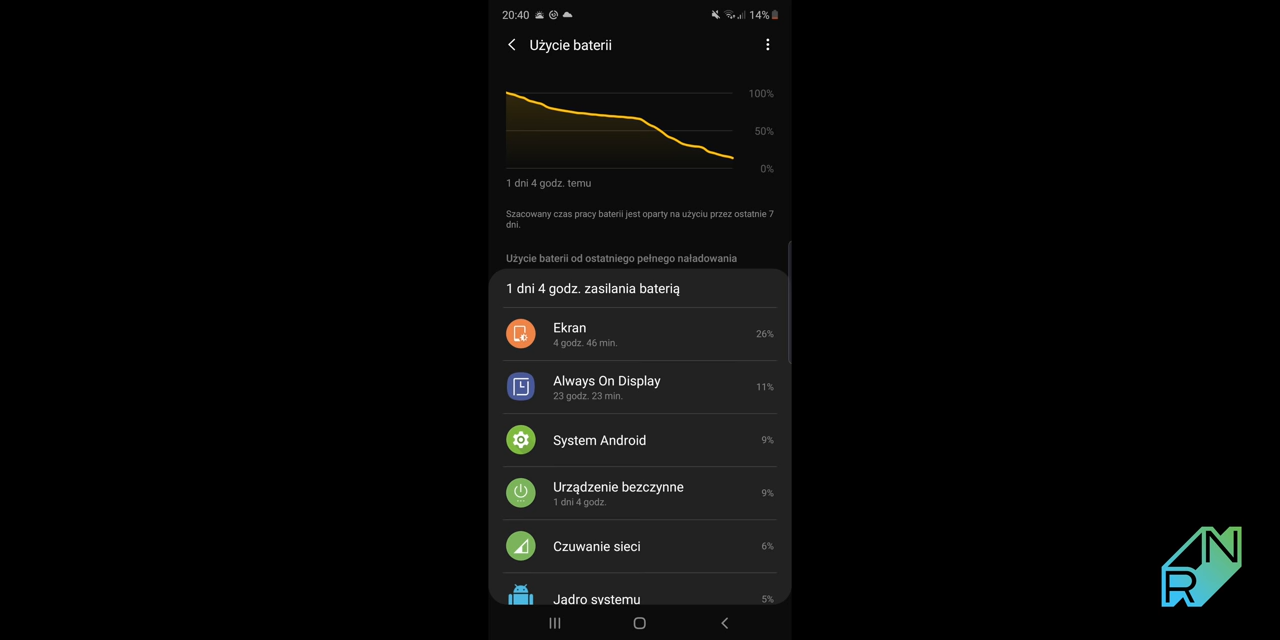 20:40 14%
Użycie baterii
100%
50%
0%
1 dni 4 godz. temu
Szacowany czas pracy baterii jest oparty na użyciu przez ostatnie 7
dni.
Użycie baterii od ostatniego pełnego naładowania
1 dni 4 godz. zasilania baterią
Ekran 26%
4 godz. 46 min.
Always On Display 11%
23 godz. 23 min.
System Android 9%
Urządzenie bezczynne 9%
1 dni 4 godz.
Czuwanie sieci 6%
Jądro systemu 5%
RN